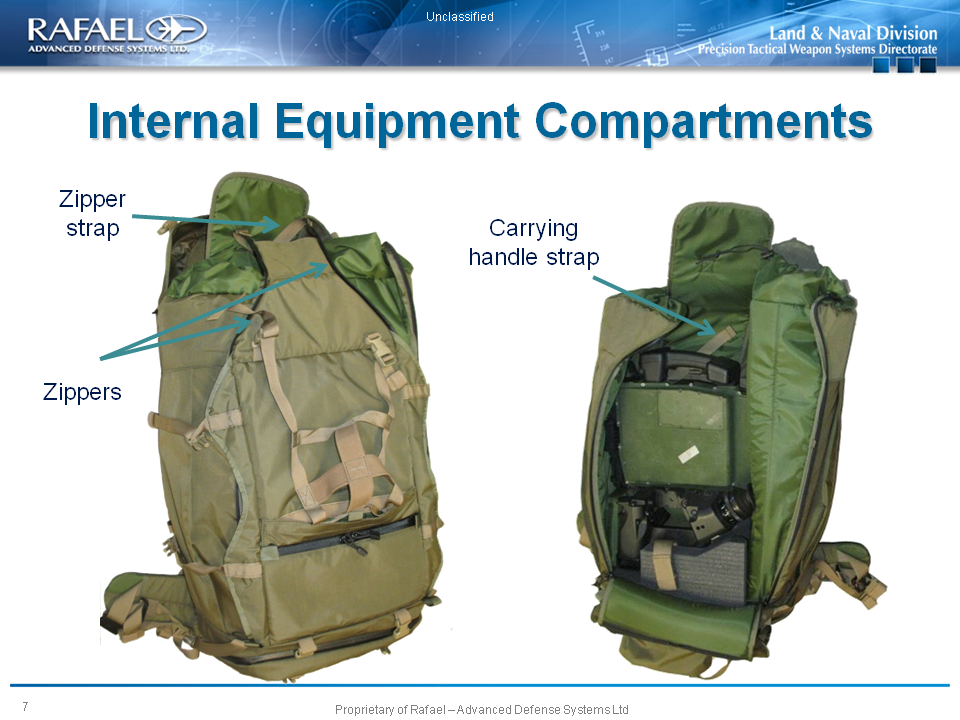 Unclassified
RAFAEL
ADVANCED DEFENSE SYSTEMS LTD.
Land & Naval Division
Precision Tactical Weapon Systems Directorate
Internal Equipment Compartments
Zipper
strap
Carrying
handle strap
Zippers
7
Proprietary of Rafael – Advanced Defense Systems Ltd